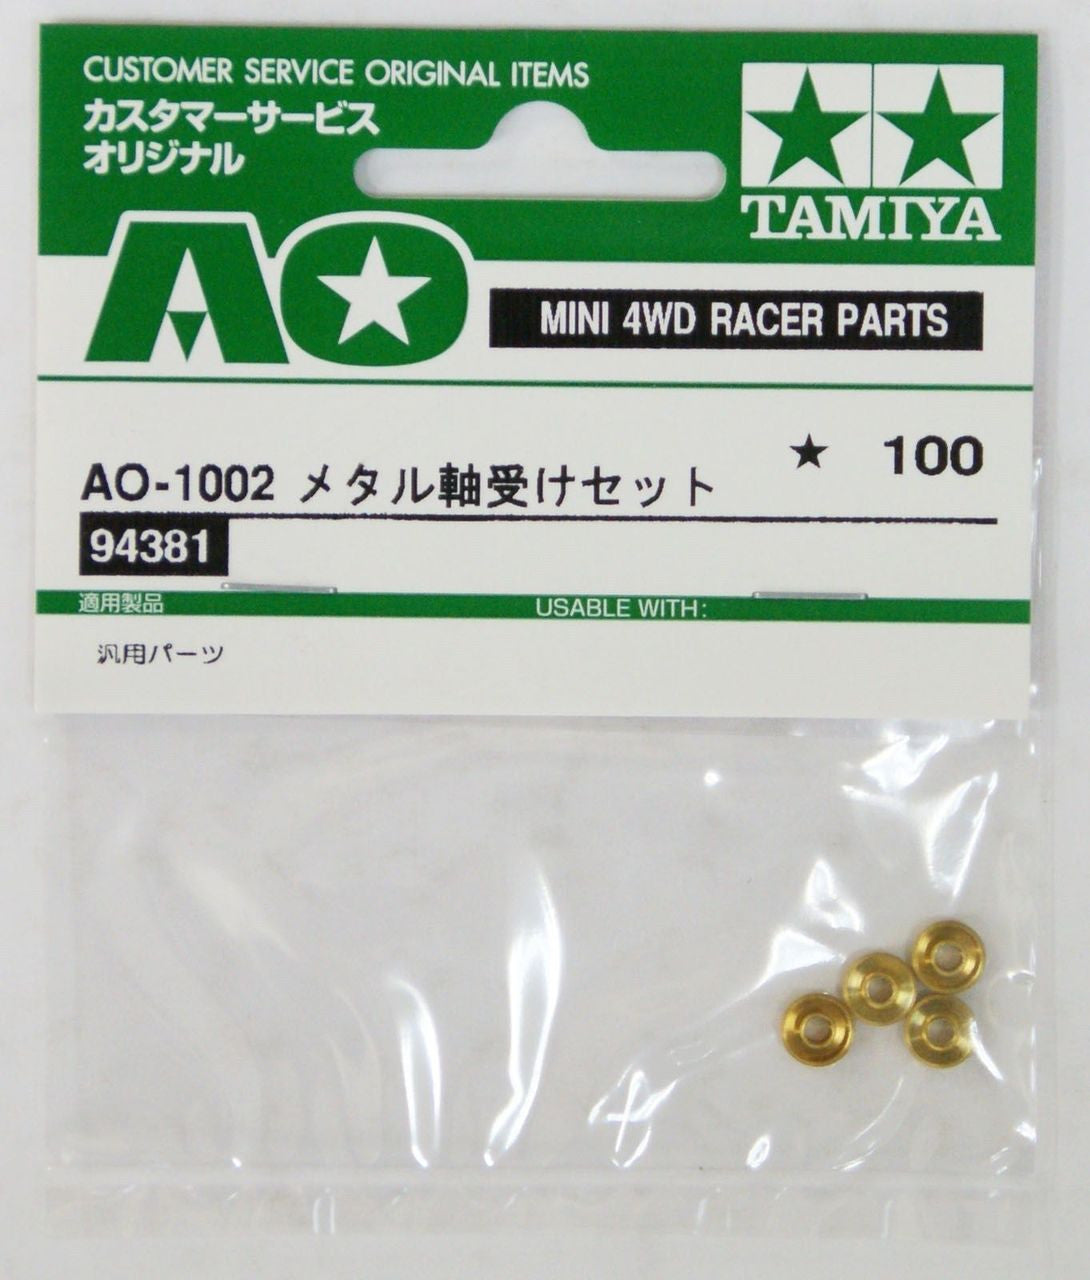 CUSTOMER SERVICE ORIGINAL ITEMS
カスタマーサービス
オリジナル
TAMIYA
AO
MINI 4WD RACER PARTS
★ 100
AO-1002 メタル軸受けセット
94381
適用製品 USABLE WITH:
汎用パーツ